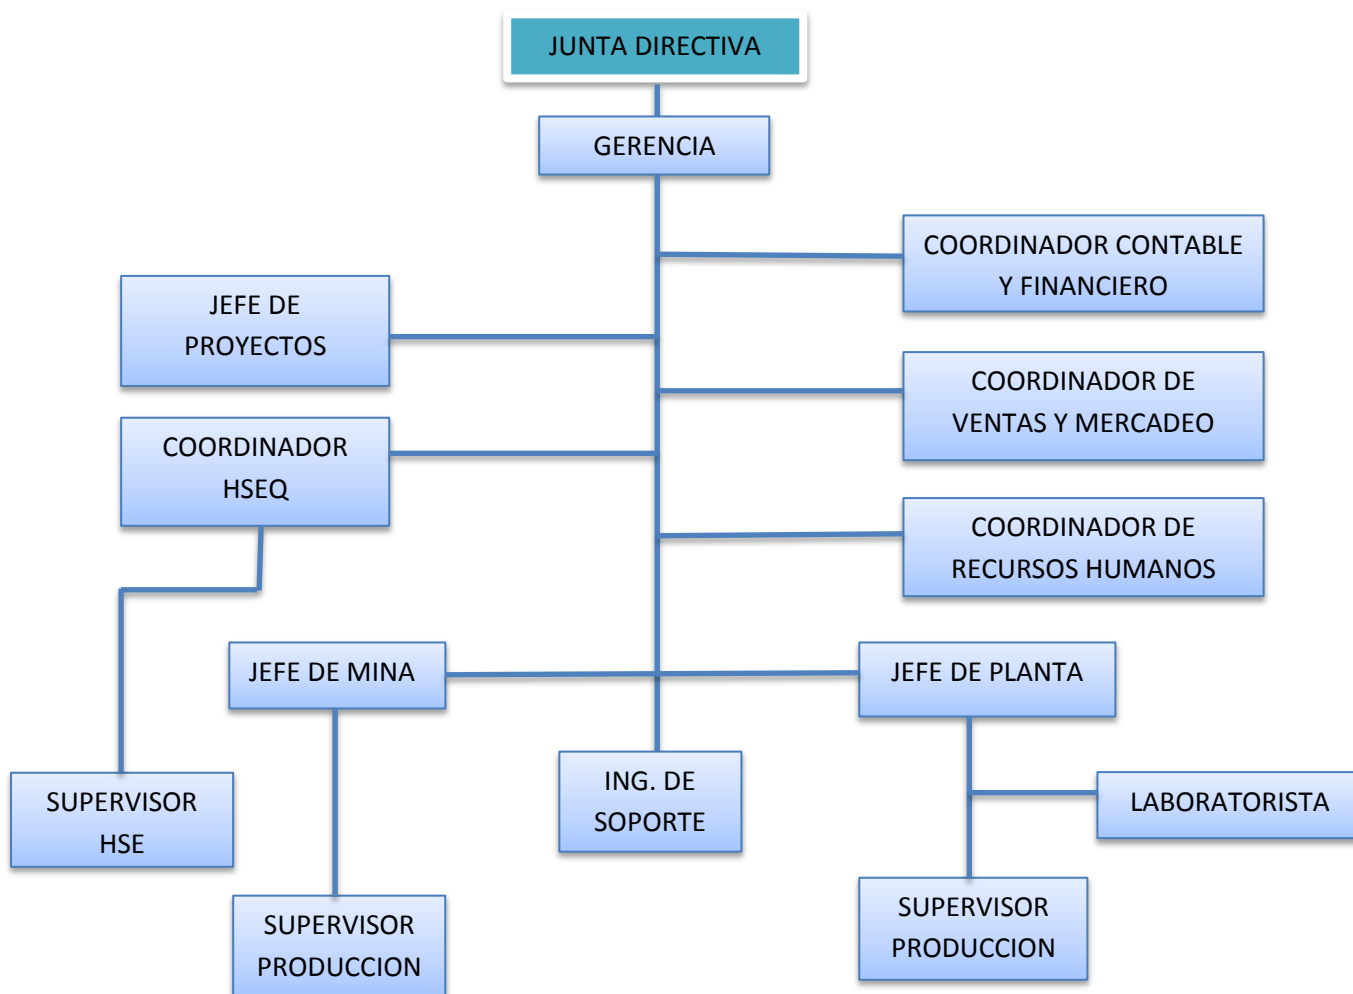 JUNTA DIRECTIVA
GERENCIA
COORDINADOR CONTABLE
Y FINANCIERO
JEFE DE
PROYECTOS
COORDINADOR DE
VENTAS Y MERCADEO
COORDINADOR
HSEQ
COORDINADOR DE
RECURSOS HUMANOS
JEFE DE MINA
JEFE DE PLANTA
SUPERVISOR
HSE
ING. DE
SOPORTE
LABORATORISTA
SUPERVISOR
PRODUCCION
SUPERVISOR
PRODUCCION